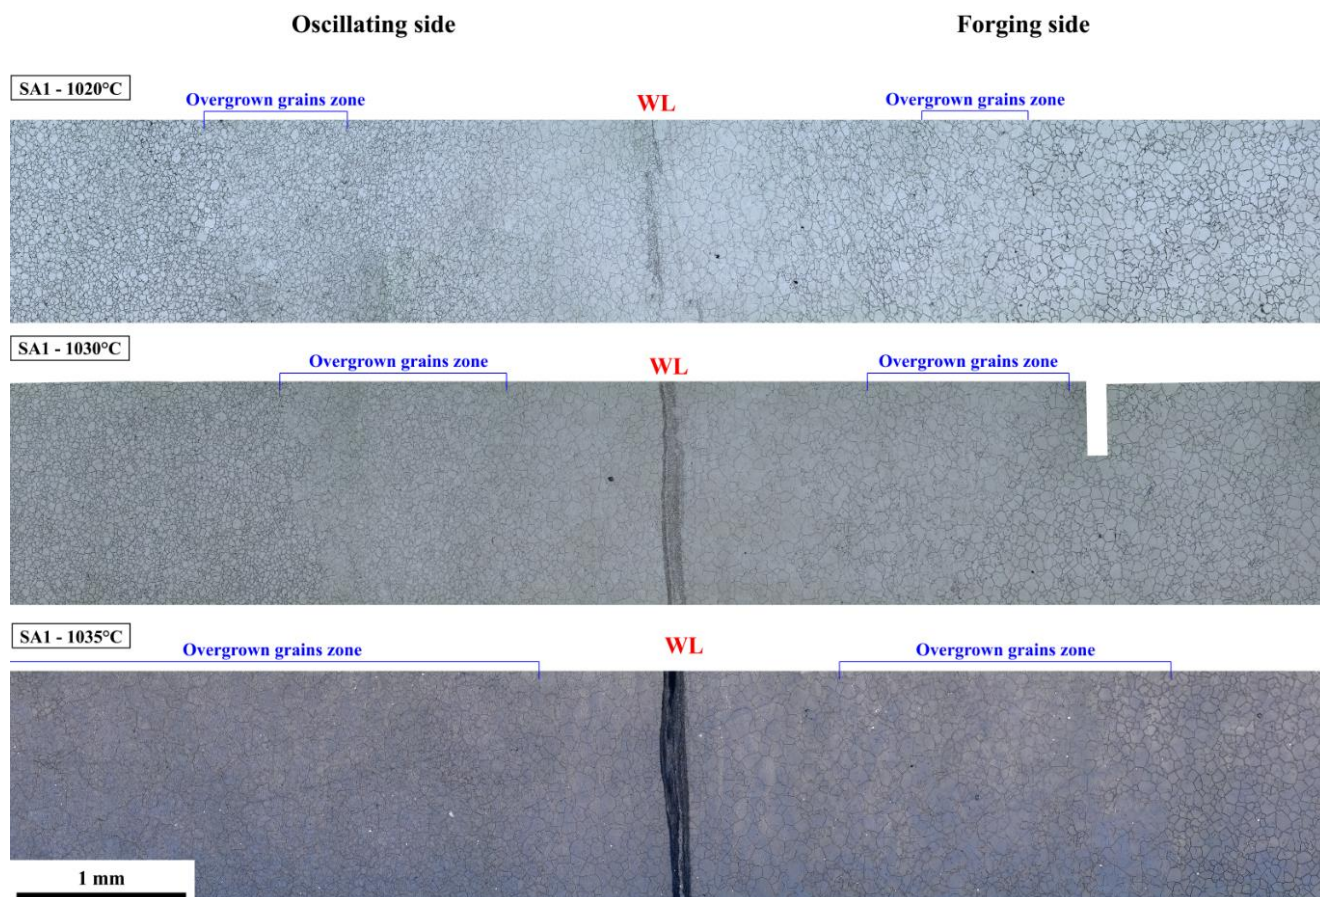 Oscillating side
Forging side
SA1 - 1020°C
Overgrown grains zone
WL
Overgrown grains zone
SA1 - 1030°C
Overgrown grains zone
WL
Overgrown grains zone
SA1 - 1035°C
Overgrown grains zone
WL
Overgrown grains zone
1 mm